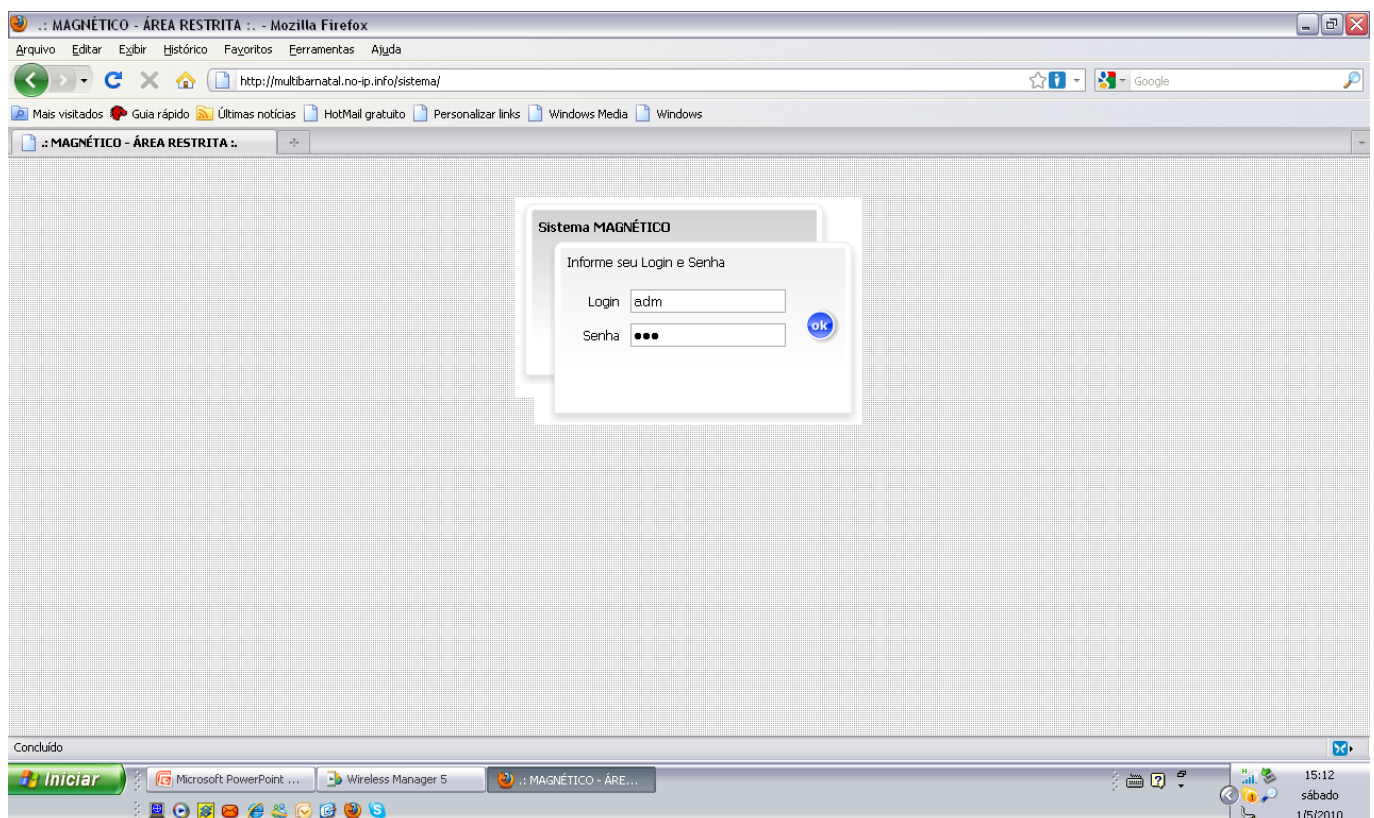 .: MAGNÉTICO - ÁREA RESTRITA :. - Mozilla Firefox
Arquivo Editar Exibir Histórico Favoritos Ferramentas Ajuda
http://multibarnatal.no-ip.info/sistema/ Google
Mais visitados Guia rápido Últimas notícias HotMail gratuito Personalizar links Windows Media Windows
.: MAGNÉTICO - ÁREA RESTRITA :.
Sistema MAGNÉTICO
Informe seu Login e Senha
Login adm
ok
Senha ●●●
Concluído
Iniciar Microsoft PowerPoint ... Wireless Manager 5 .: MAGNÉTICO - ÁRE... 15:12
sábado
1/5/2010